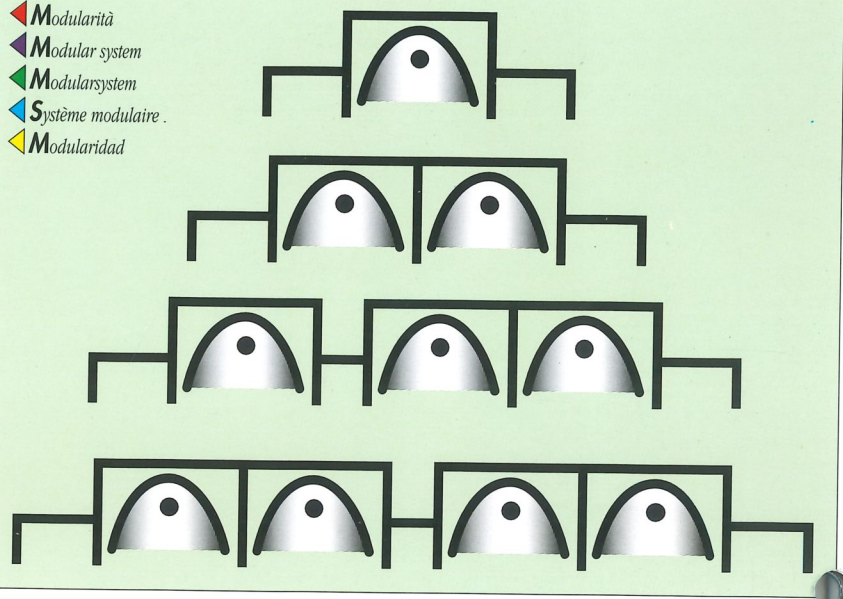 Modularità
Modular system
Modularsystem
Système modulaire .
Modularidad